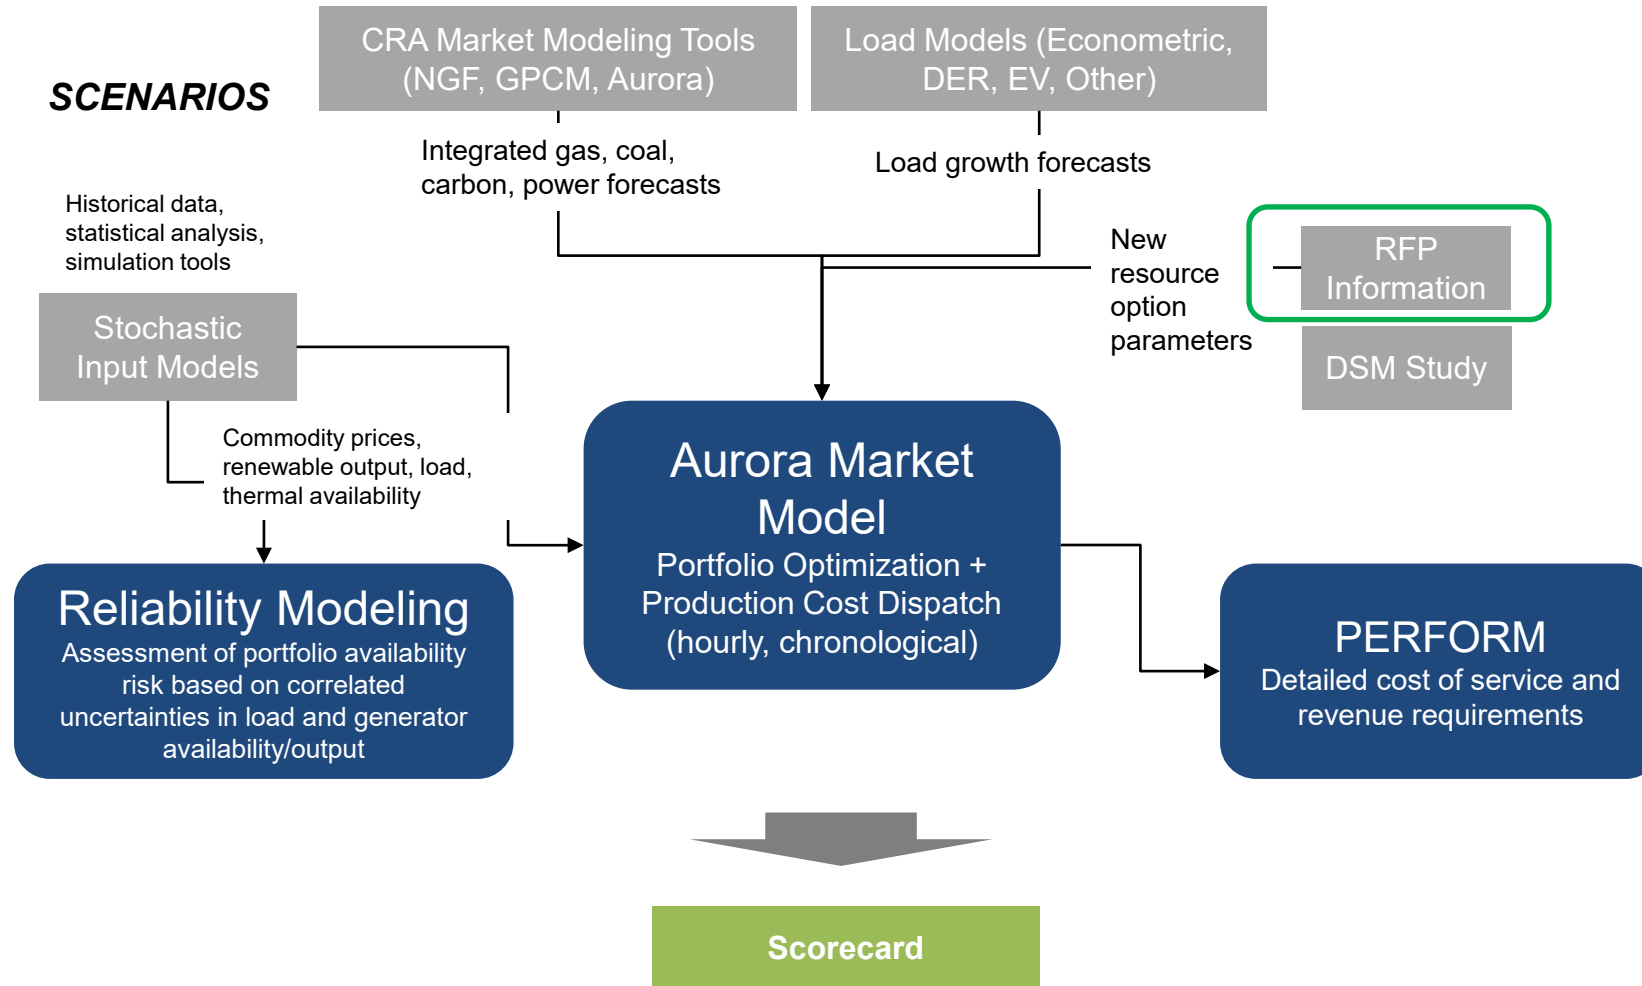 CRA Market Modeling Tools
(NGF, GPCM, Aurora)
Load Models (Econometric,
DER, EV, Other)
SCENARIOS
Integrated gas, coal,
carbon, power forecasts
Load growth forecasts
Historical data,
statistical analysis,
simulation tools
New
resource
option
parameters
RFP
Information
DSM Study
Stochastic
Input Models
Commodity prices,
renewable output, load,
thermal availability
Aurora Market
Model
Portfolio Optimization +
Production Cost Dispatch
(hourly, chronological)
Reliability Modeling
Assessment of portfolio availability
risk based on correlated
uncertainties in load and generator
availability/output
PERFORM
Detailed cost of service and
revenue requirements
Scorecard